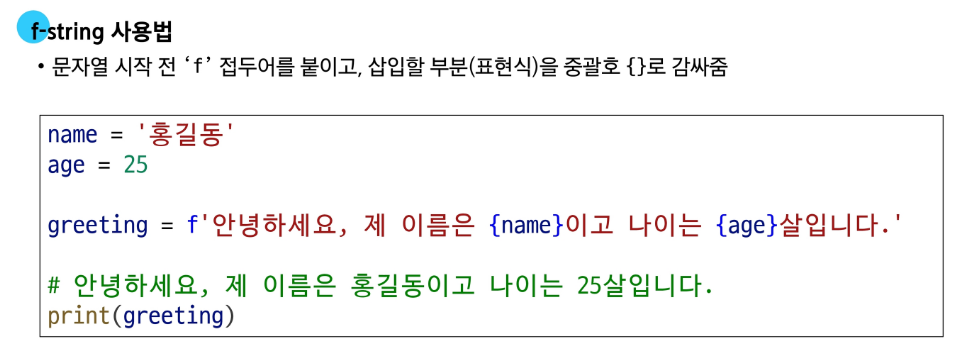 f-string 사용법
• 문자열 시작 전 ‘f’ 접두어를 붙이고, 삽입할 부분(표현식)을 중괄호 {}로 감싸줌
name = '홍길동'
age = 25
greeting = f'안녕하세요, 제 이름은 {name}이고 나이는 {age}살입니다.'
# 안녕하세요, 제 이름은 홍길동이고 나이는 25살입니다.
print(greeting)